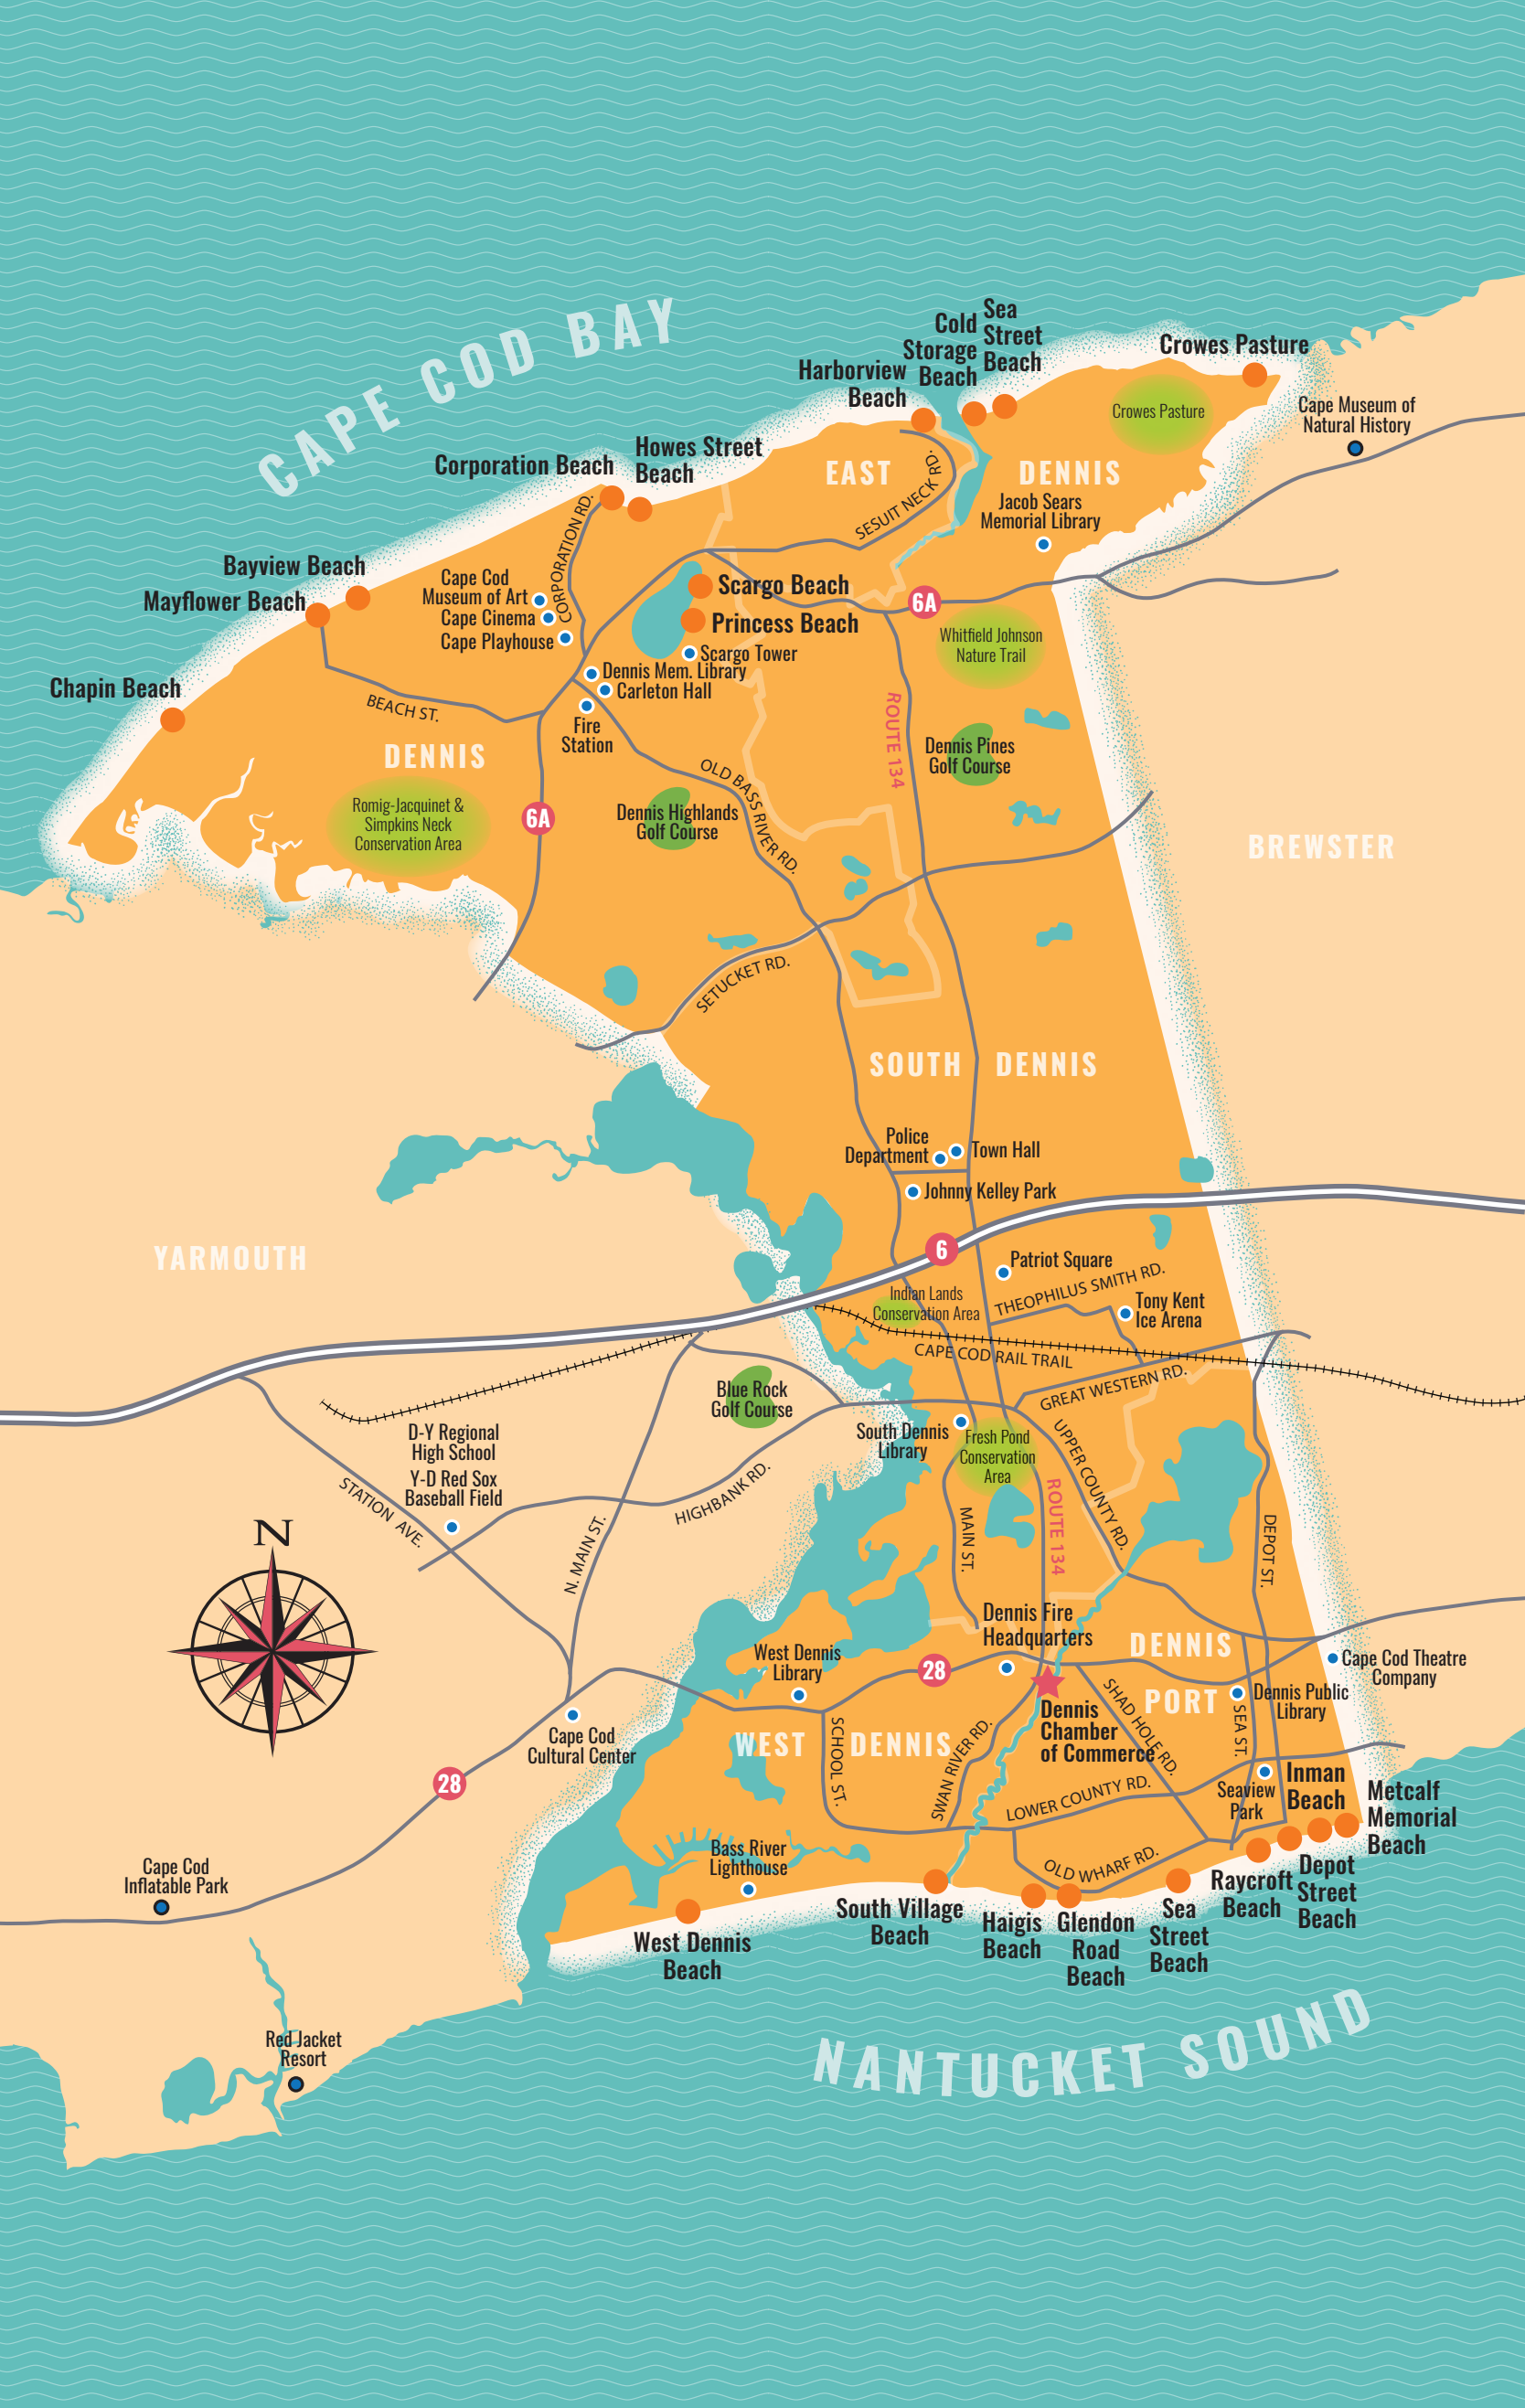 CAPE COD BAY
Sea
Street
Beach
Cold
Storage
Beach
Harborview
Beach
Crowes Pasture
Crowes Pasture
Cape Museum of
Natural History
Howes Street
Beach
Corporation Beach
EAST DENNIS
SESUIT NECK RD.
Jacob Sears
Memorial Library
CORPORATION RD.
Bayview Beach
Mayflower Beach
Cape Cod
Museum of Art
Cape Cinema
Cape Playhouse
Scargo Beach
Princess Beach
Scargo Tower
Dennis Mem. Library
Carleton Hall
Fire
Station
6A
Whitfield Johnson
Nature Trail
Chapin Beach
BEACH ST.
DENNIS
ROUTE 134
Dennis Pines
Golf Course
OLD BASS RIVER RD.
Romig-Jacquinet &
Simpkins Neck
Conservation Area
6A
Dennis Highlands
Golf Course
BREWSTER
SETUCKET RD.
SOUTH DENNIS
Police
Department
Town Hall
Johnny Kelley Park
YARMOUTH
6
Patriot Square
THEOPHILUS SMITH RD.
Indian Lands
Conservation Area
Tony Kent
Ice Arena
CAPE COD RAIL TRAIL
GREAT WESTERN RD.
Blue Rock
Golf Course
D-Y Regional
High School
Y-D Red Sox
Baseball Field
South Dennis
Library
Fresh Pond
Conservation
Area
UPPER COUNTY RD.
STATION AVE.
HIGHBANK RD.
N. MAIN ST.
MAIN ST.
ROUTE 134
DEPOT ST.
N
Dennis Fire
Headquarters
West Dennis
Library
28
DENNIS
PORT
Cape Cod Theatre
Company
Dennis Public
Library
SHAD HOLE RD.
SEA ST.
Dennis
Chamber
of Commerce
Cape Cod
Cultural Center
WEST DENNIS
SCHOOL ST.
SWAN RIVER RD.
LOWER COUNTY RD.
28
Seaview
Park
Inman
Beach
Metcalf
Memorial
Beach
Bass River
Lighthouse
OLD WHARF RD.
Cape Cod
Inflatable Park
West Dennis
Beach
South Village
Beach
Haigis
Beach
Glendon
Road
Beach
Sea
Street
Beach
Raycroft
Beach
Depot
Street
Beach
Red Jacket
Resort
NANTUCKET SOUND